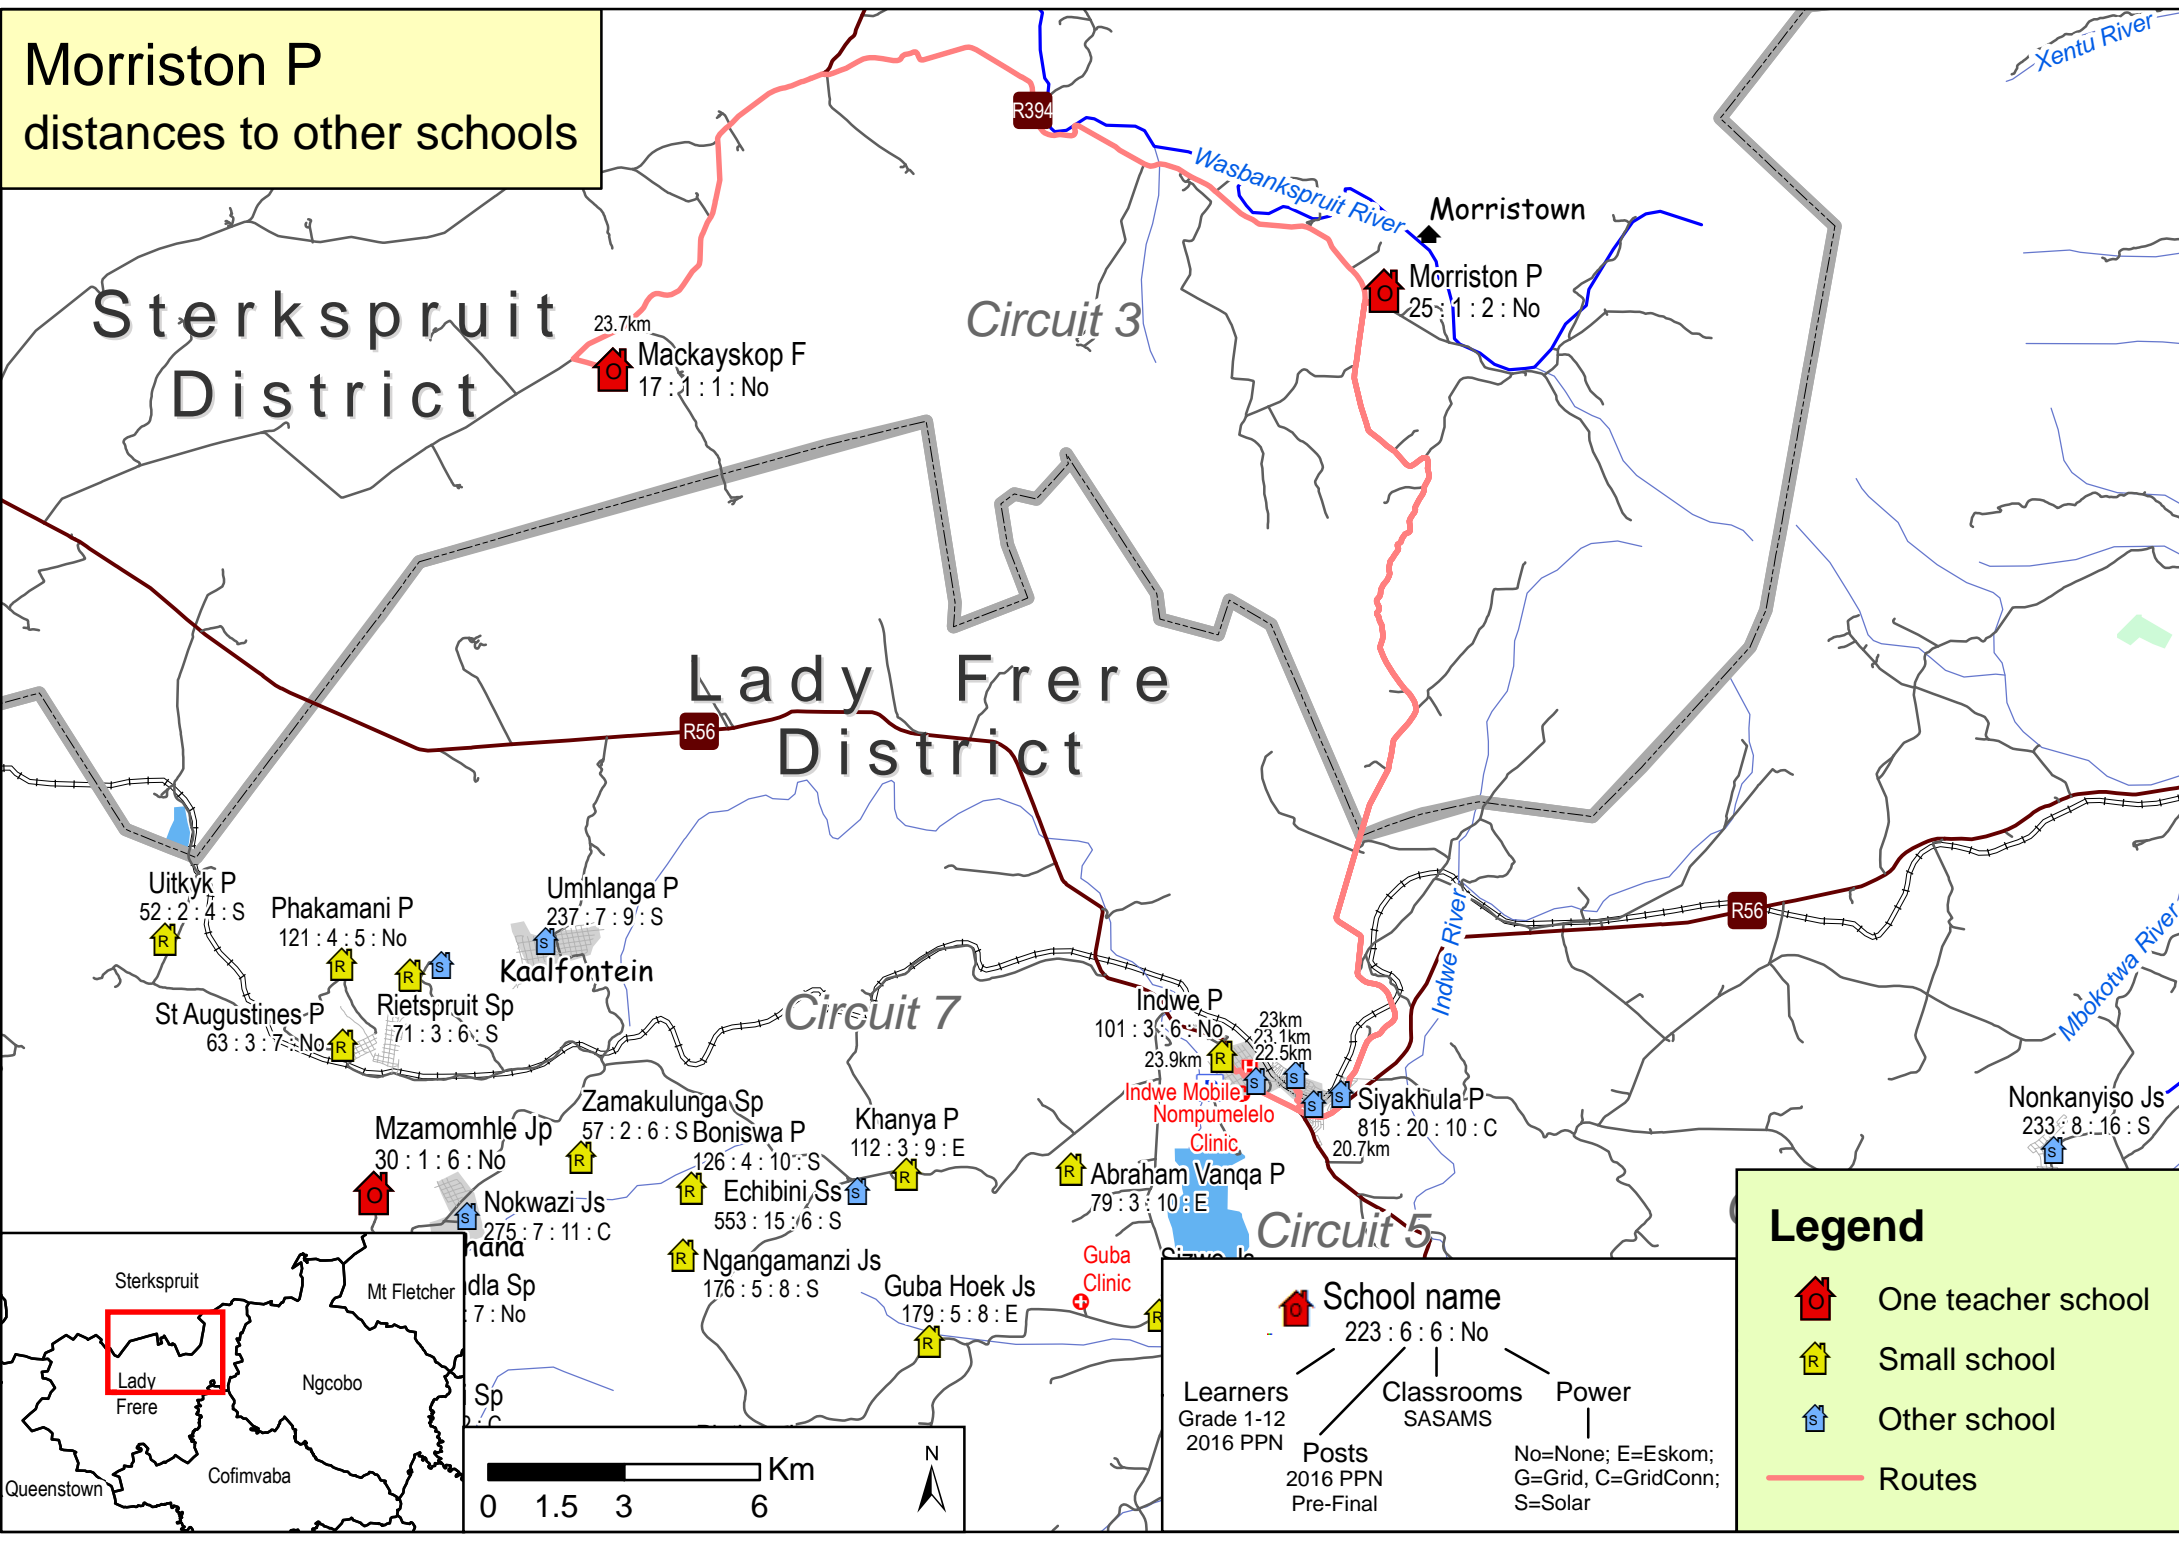 Morriston P
distances to other schools
Xentu River
R394
Wasbankspruit River
Morristown
Morriston P
25 : 1 : 2 : No
Sterkspruit
District
23.7km
Mackayskop F
17 : 1 : 1 : No
Circuit 3
Lady Frere
District
R56
R56
Uitkyk P
52 : 2 : 4 : S
Phakamani P
121 : 4 : 5 : No
Umhlanga P
237 : 7 : 9 : S
Kaalfontein
St Augustines P
63 : 3 : 7 : No
Rietspruit Sp
71 : 3 : 6 : S
Circuit 7
Indwe River
Mbokotwa River
Indwe P
101 : 3 : 6 : No
23.9km
23km
23.1km
22.5km
Indwe Mobile
Nompumelelo
Clinic
Siyakhula P
815 : 20 : 10 : C
20.7km
Nonkanyiso Js
233 : 8 : 16 : S
Mzamomhle Jp
30 : 1 : 6 : No
Zamakulunga Sp
57 : 2 : 6 : S
Boniswa P
126 : 4 : 10 : S
Khanya P
112 : 3 : 9 : E
Echibini Ss
553 : 15 : 6 : S
Abraham Vanqa P
79 : 3 : 10 : E
Nokwazi Js
275 : 7 : 11 : C
Circuit 5
Ngangamanzi Js
176 : 5 : 8 : S
Guba Hoek Js
179 : 5 : 8 : E
Guba
Clinic
Sizwe Js
dla Sp
: 7 : No
Sp
Sterkspruit
Mt Fletcher
Lady
Frere
Ngcobo
Cofimvaba
Queenstown
Km
0 1.5 3 6
N
School name
223 : 6 : 6 : No
Learners
Grade 1-12
2016 PPN
Posts
2016 PPN
Pre-Final
Classrooms
SASAMS
Power
No=None; E=Eskom;
G=Grid, C=GridConn;
S=Solar
Legend
O One teacher school
R Small school
S Other school
Routes